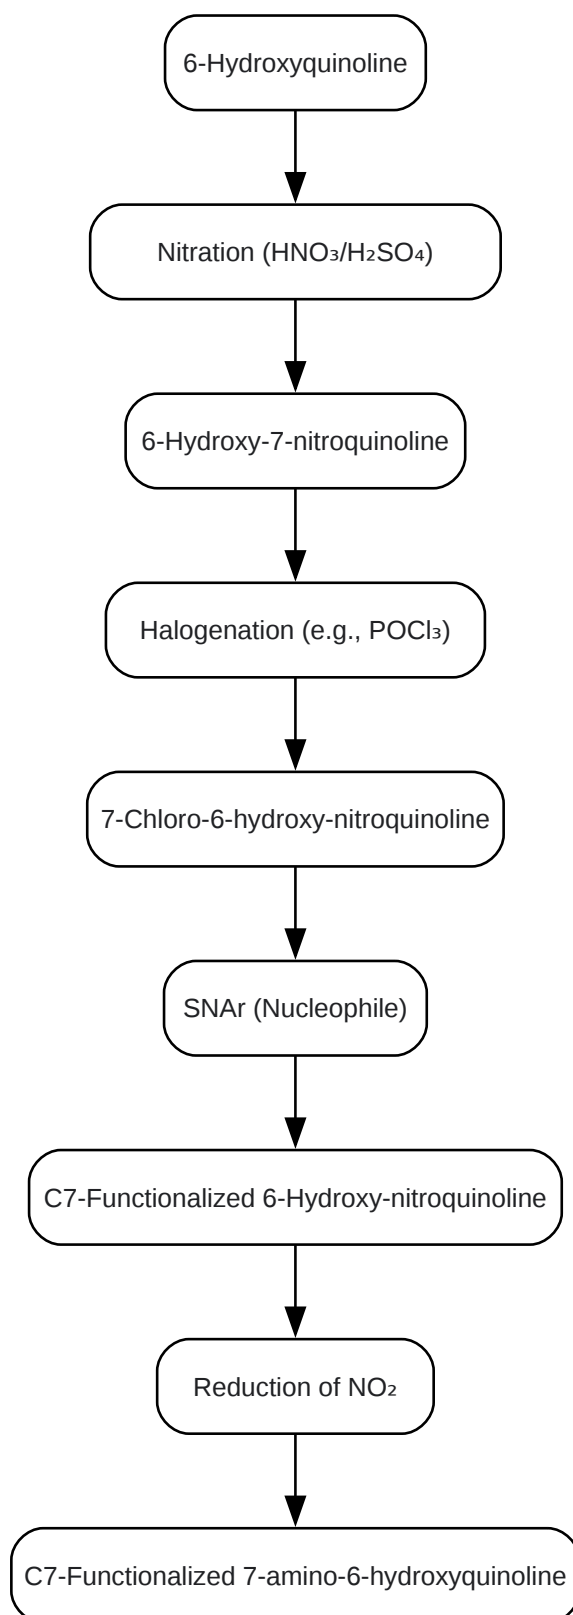 6-Hydroxyquinoline
Nitration (HNO₃/H₂SO₄)
6-Hydroxy-7-nitroquinoline
Halogenation (e.g., POCl₃)
7-Chloro-6-hydroxy-nitroquinoline
SNAr (Nucleophile)
C7-Functionalized 6-Hydroxy-nitroquinoline
Reduction of NO₂
C7-Functionalized 7-amino-6-hydroxyquinoline